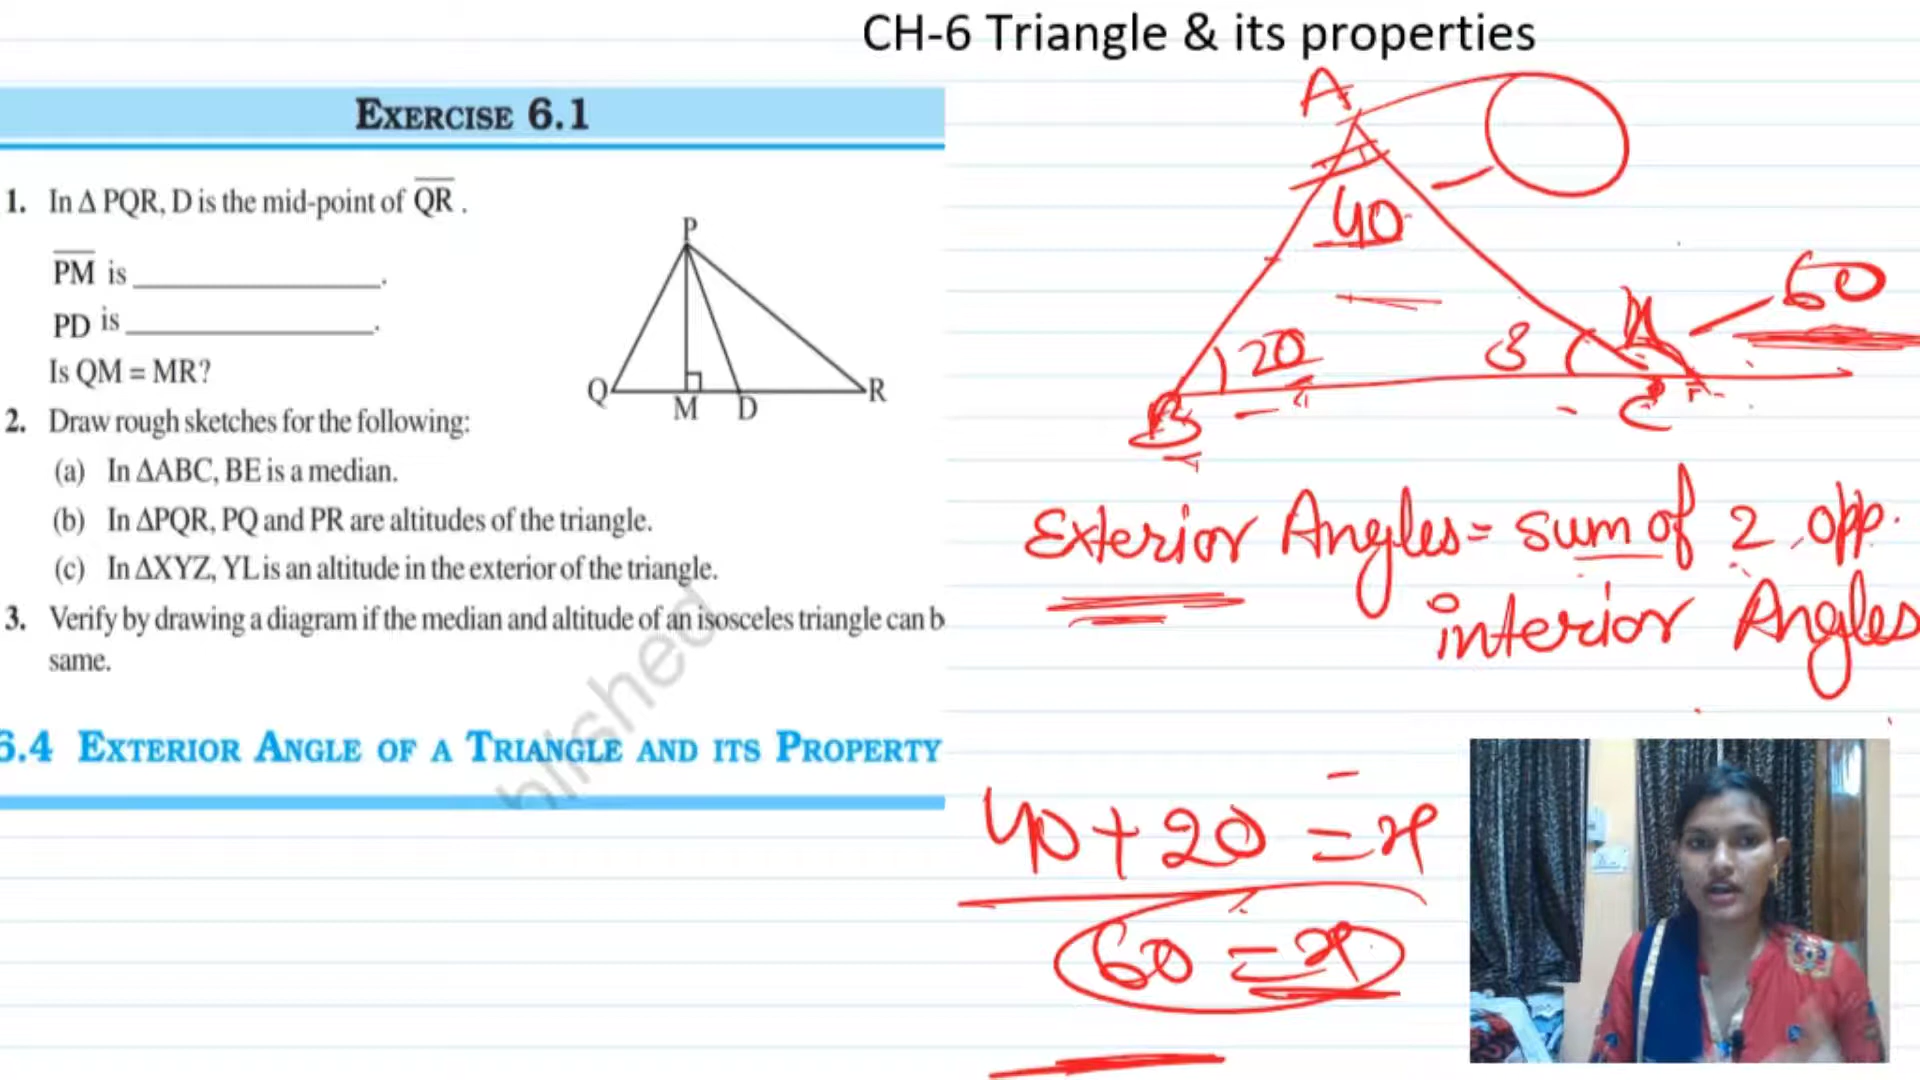 CH-6 Triangle & its properties
EXERCISE 6.1
1. In Δ PQR, D is the mid-point of QR .
PM is ____________________.
PD is ____________________.
Is QM = MR?
P
Q
M
D
R
2. Draw rough sketches for the following:
(a) In ΔABC, BE is a median.
(b) In ΔPQR, PQ and PR are altitudes of the triangle.
(c) In ΔXYZ, YL is an altitude in the exterior of the triangle.
3. Verify by drawing a diagram if the median and altitude of an isosceles triangle can b
same.
blished
6.4 EXTERIOR ANGLE OF A TRIANGLE AND ITS PROPERTY
A
40
60
20
3
x
B
C
Exterior Angles = sum of 2 opp.
interior Angles
40+20 = x
60 = x